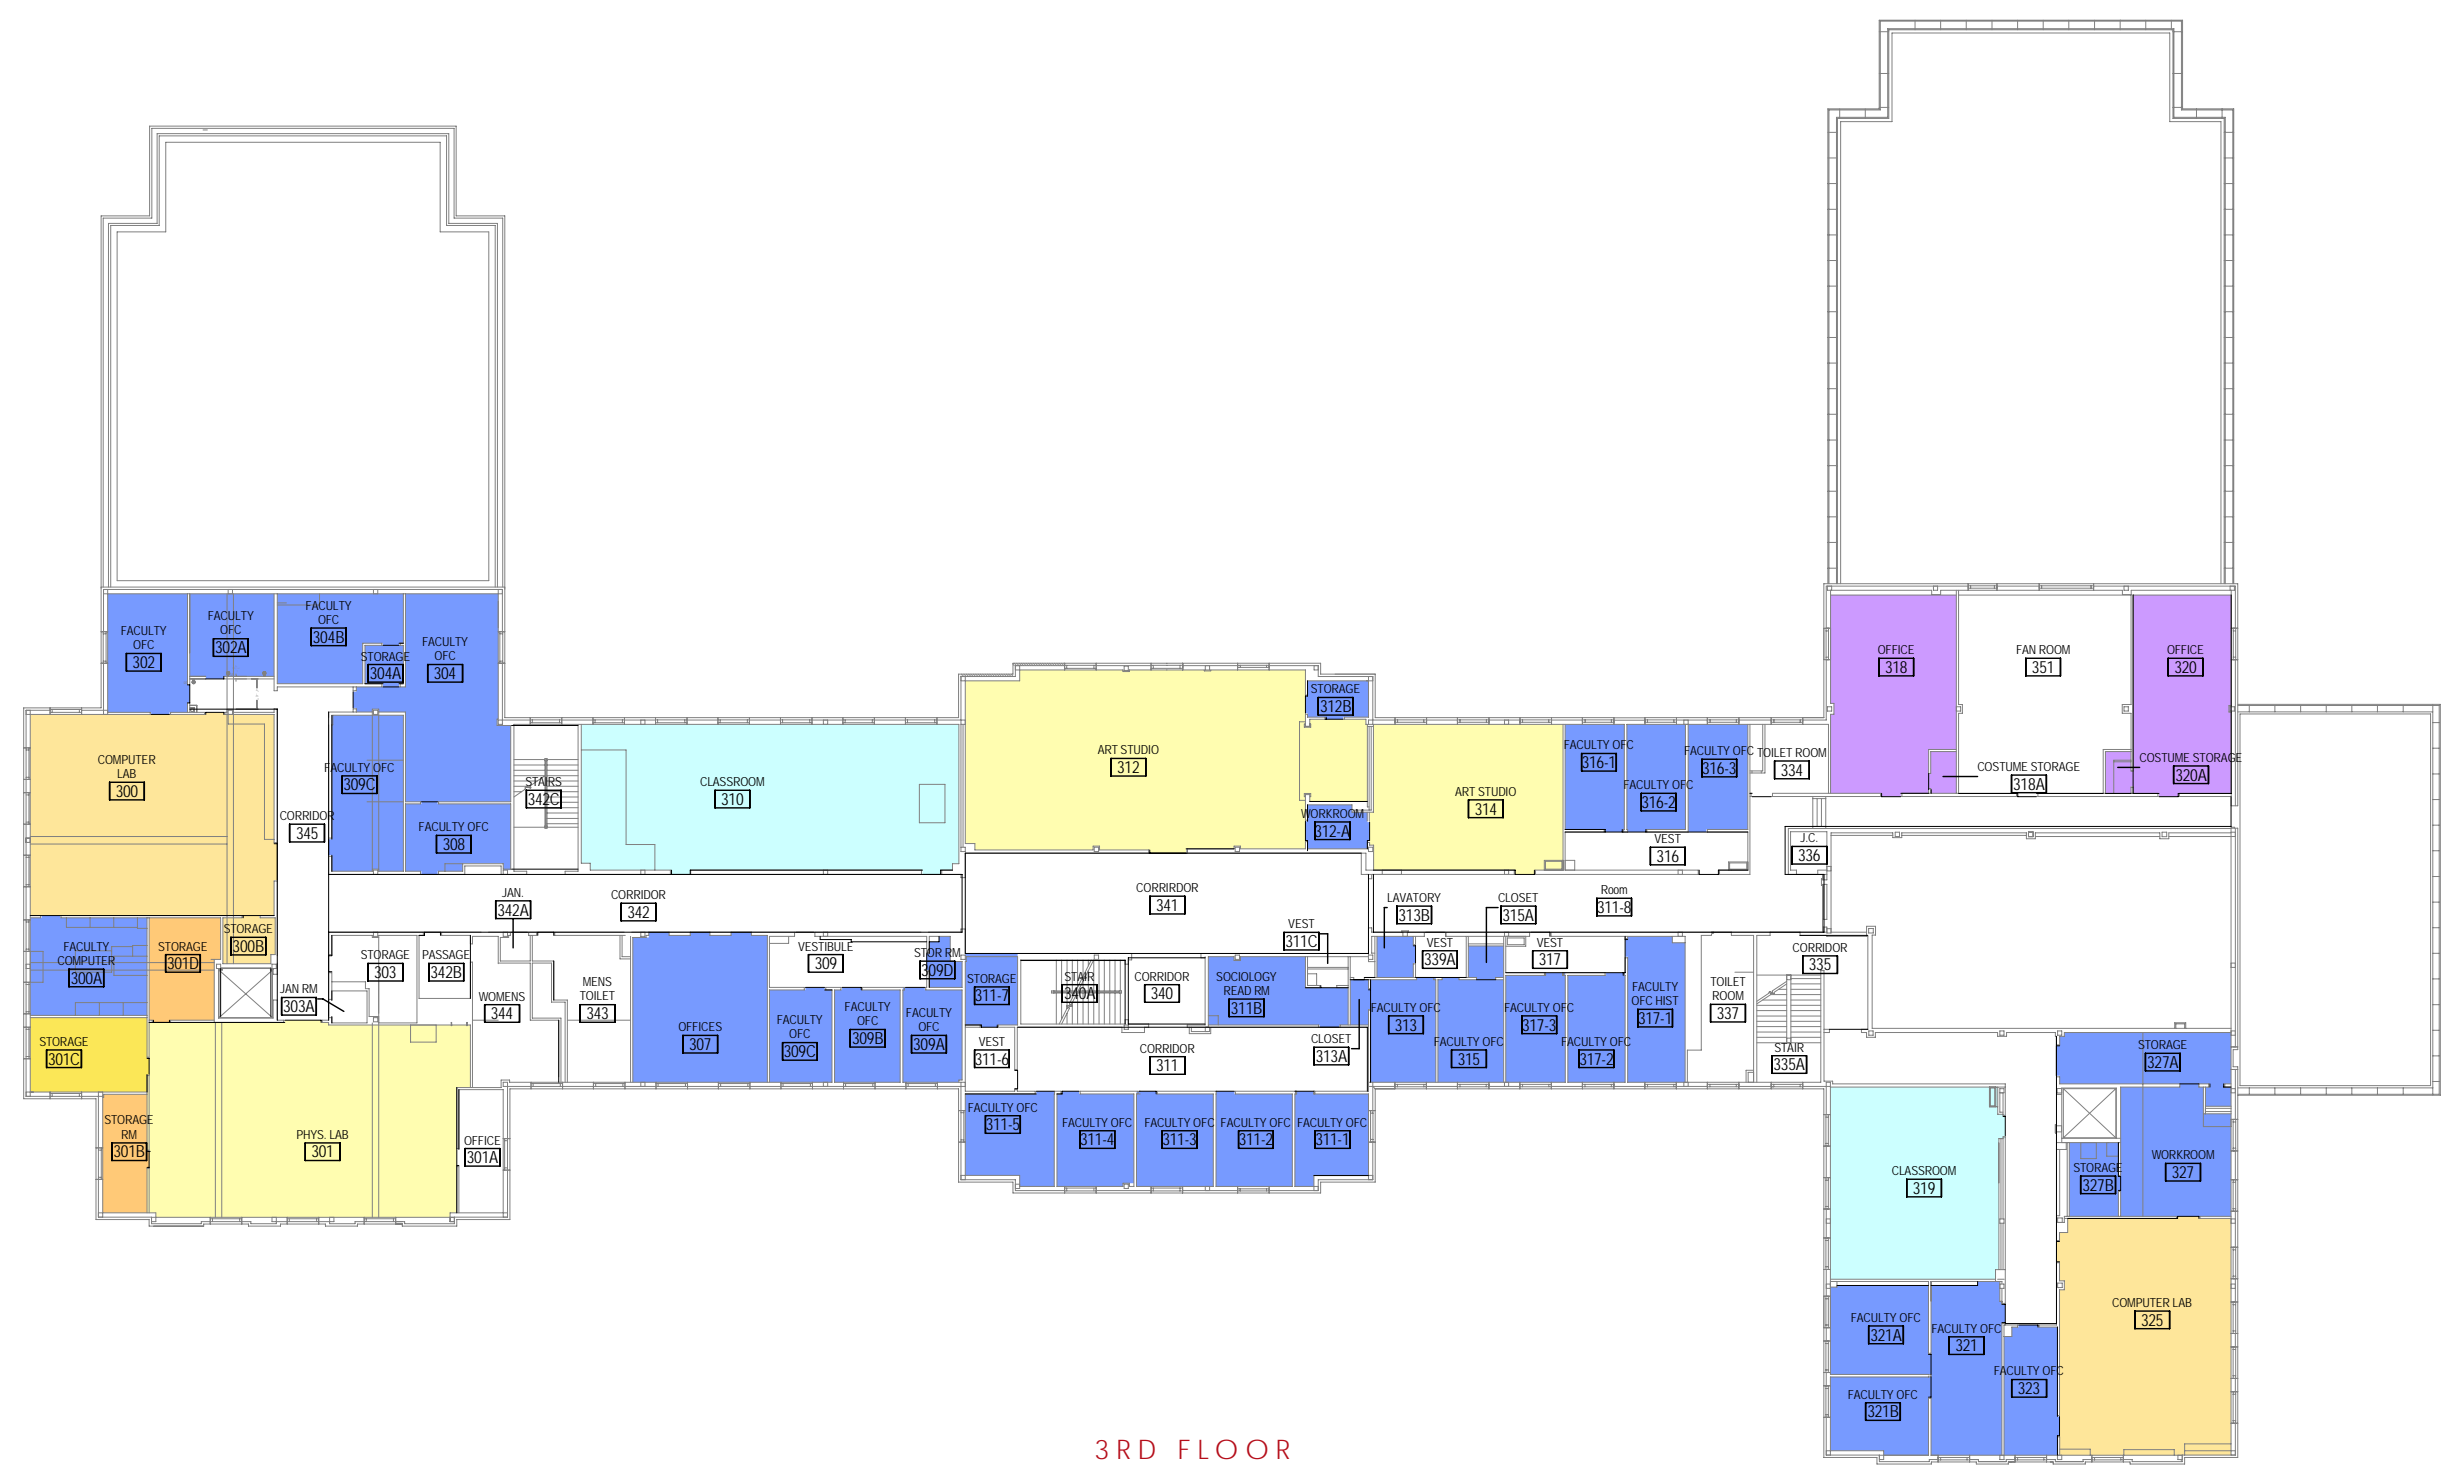 FACULTY
OFC
302
FACULTY
OFC
302A
FACULTY
OFC
304B
STORAGE
304A
FACULTY
OFC
304
COMPUTER
LAB
300
FACULTY OFC
309C
CORRIDOR
345
FACULTY OFC
308
STAIRS
342C
CLASSROOM
310
ART STUDIO
312
STORAGE
312B
WORKROOM
312-A
ART STUDIO
314
FACULTY OFC
316-1
FACULTY OFC
316-2
FACULTY OFC
316-3
TOILET ROOM
334
VEST
316
OFFICE
318
FAN ROOM
351
OFFICE
320
COSTUME STORAGE
318A
COSTUME STORAGE
320A
J.C.
336
JAN.
342A
CORRIDOR
342
CORRIRDOR
341
LAVATORY
313B
CLOSET
315A
Room
311-8
FACULTY
COMPUTER
300A
STORAGE
301D
STORAGE
300B
JAN RM
303A
STORAGE
303
PASSAGE
342B
WOMENS
344
MENS
TOILET
343
OFFICES
307
VESTIBULE
309
STOR RM
309D
FACULTY
OFC
309C
FACULTY
OFC
309B
FACULTY
OFC
309A
STORAGE
311-7
STAIR
340A
CORRIDOR
340
SOCIOLOGY
READ RM
311B
VEST
311C
VEST
339A
VEST
317
FACULTY OFC
313
FACULTY OFC
315
FACULTY OFC
317-3
FACULTY OFC
317-2
FACULTY
OFC HIST
317-1
TOILET
ROOM
337
CORRIDOR
335
STAIR
335A
STORAGE
301C
STORAGE
RM
301B
PHYS. LAB
301
OFFICE
301A
VEST
311-6
CORRIDOR
311
CLOSET
313A
FACULTY OFC
311-5
FACULTY OFC
311-4
FACULTY OFC
311-3
FACULTY OFC
311-2
FACULTY OFC
311-1
STORAGE
327A
CLASSROOM
319
STORAGE
327B
WORKROOM
327
COMPUTER LAB
325
FACULTY OFC
321A
FACULTY OFC
321
FACULTY OFC
323
FACULTY OFC
321B
3RD FLOOR